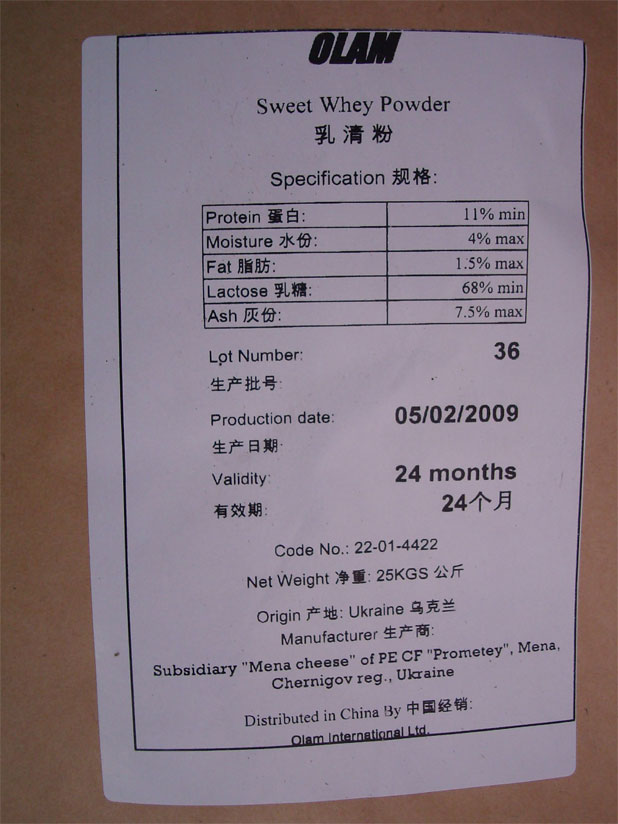 OLAM
Sweet Whey Powder
乳清粉
Specification 规格:
Protein 蛋白: 11% min
Moisture 水份: 4% max
Fat 脂肪: 1.5% max
Lactose 乳糖: 68% min
Ash 灰份: 7.5% max
Lot Number: 36
生产批号:
Production date: 05/02/2009
生产日期:
Validity: 24 months
有效期: 24个月
Code No.: 22-01-4422
Net Weight 净重: 25KGS 公斤
Origin 产地: Ukraine 乌克兰
Manufacturer 生产商:
Subsidiary "Mena cheese" of PE CF "Prometey", Mena,
Chernigov reg., Ukraine
Distributed in China By 中国经销:
Olam International Ltd.